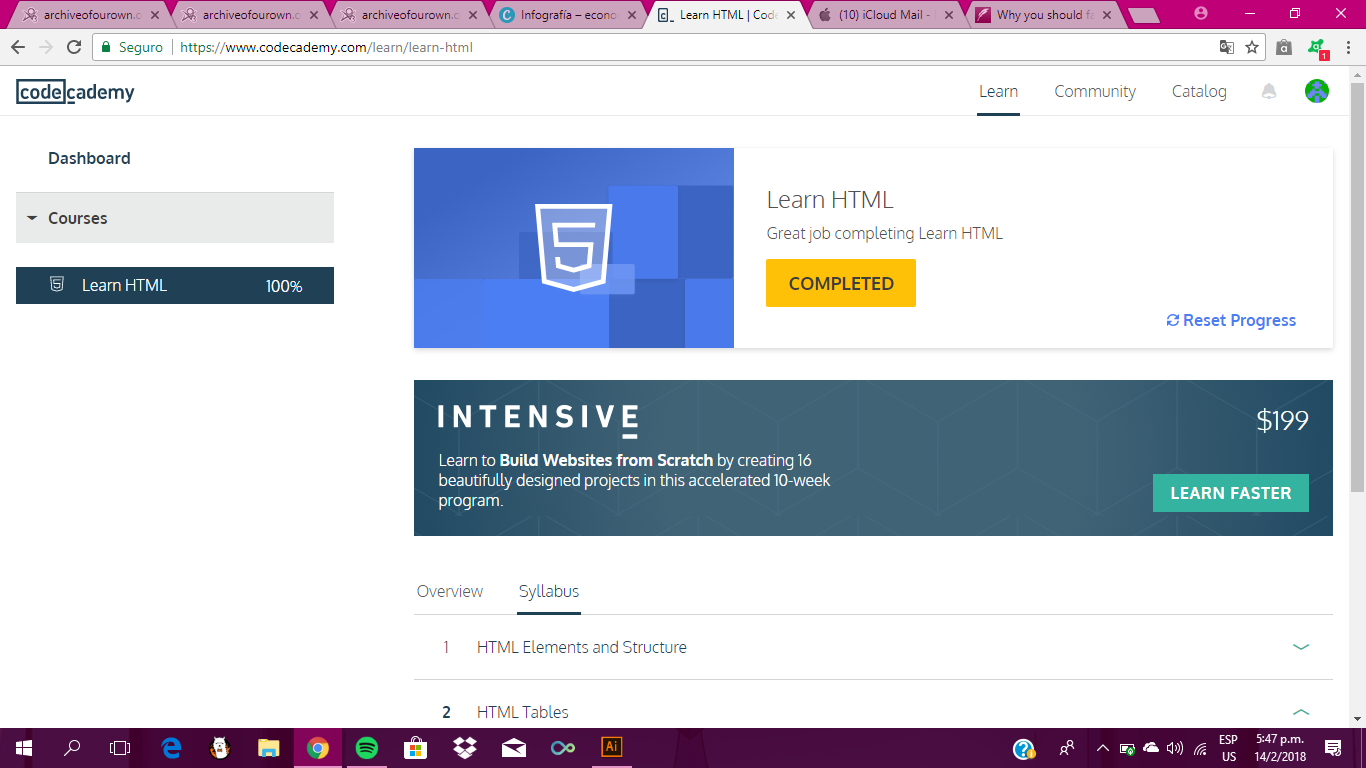 archiveofourown.o
archiveofourown.o
archiveofourown.o
Infografía – econo
Learn HTML | Code
(10) iCloud Mail -
Why you should fa
Seguro
https://www.codecademy.com/learn/learn-html
1
codecademy
Learn
Community
Catalog
Dashboard
Courses
Learn HTML 100%
Learn HTML
Great job completing Learn HTML
COMPLETED
Reset Progress
INTENSIVE
$199
Learn to Build Websites from Scratch by creating 16
beautifully designed projects in this accelerated 10-week
program.
LEARN FASTER
Overview
Syllabus
1 HTML Elements and Structure
2 HTML Tables
Ai
ESP
US
5:47 p.m.
14/2/2018